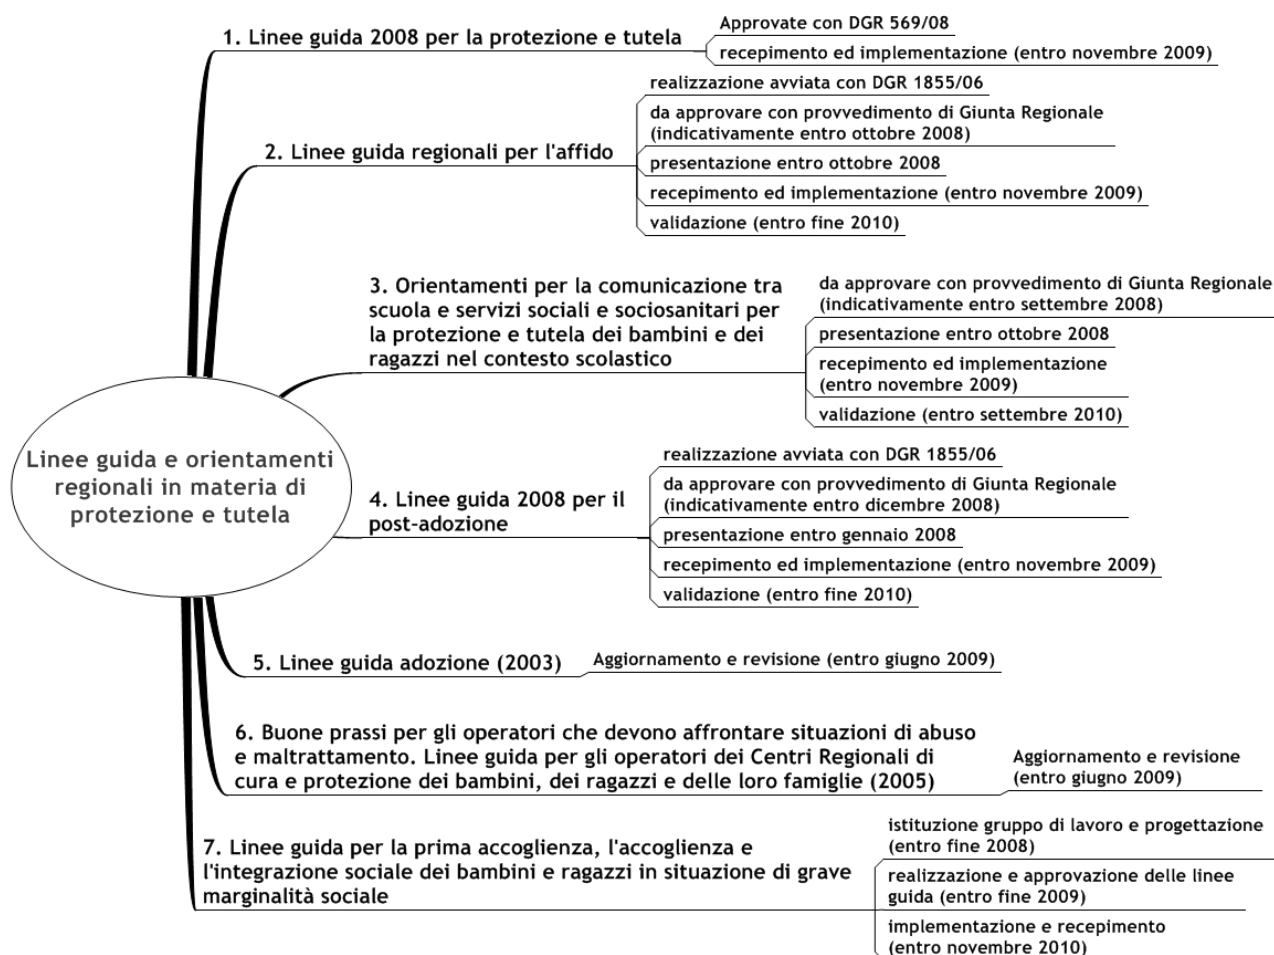 1. Linee guida 2008 per la protezione e tutela
Approvate con DGR 569/08
recepimento ed implementazione (entro novembre 2009)
2. Linee guida regionali per l'affido
realizzazione avviata con DGR 1855/06
da approvare con provvedimento di Giunta Regionale
(indicativamente entro ottobre 2008)
presentazione entro ottobre 2008
recepimento ed implementazione (entro novembre 2009)
validazione (entro fine 2010)
3. Orientamenti per la comunicazione tra
scuola e servizi sociali e sociosanitari per
la protezione e tutela dei bambini e dei
ragazzi nel contesto scolastico
da approvare con provvedimento di Giunta Regionale
(indicativamente entro settembre 2008)
presentazione entro ottobre 2008
recepimento ed implementazione
(entro novembre 2009)
validazione (entro settembre 2010)
Linee guida e orientamenti
regionali in materia di
protezione e tutela
4. Linee guida 2008 per il
post-adozione
realizzazione avviata con DGR 1855/06
da approvare con provvedimento di Giunta Regionale
(indicativamente entro dicembre 2008)
presentazione entro gennaio 2008
recepimento ed implementazione (entro novembre 2009)
validazione (entro fine 2010)
5. Linee guida adozione (2003)
Aggiornamento e revisione (entro giugno 2009)
6. Buone prassi per gli operatori che devono affrontare situazioni di abuso
e maltrattamento. Linee guida per gli operatori dei Centri Regionali di
cura e protezione dei bambini, dei ragazzi e delle loro famiglie (2005)
Aggiornamento e revisione
(entro giugno 2009)
7. Linee guida per la prima accoglienza, l'accoglienza e
l'integrazione sociale dei bambini e ragazzi in situazione di grave
marginalità sociale
istituzione gruppo di lavoro e progettazione
(entro fine 2008)
realizzazione e approvazione delle linee
guida (entro fine 2009)
implementazione e recepimento
(entro novembre 2010)